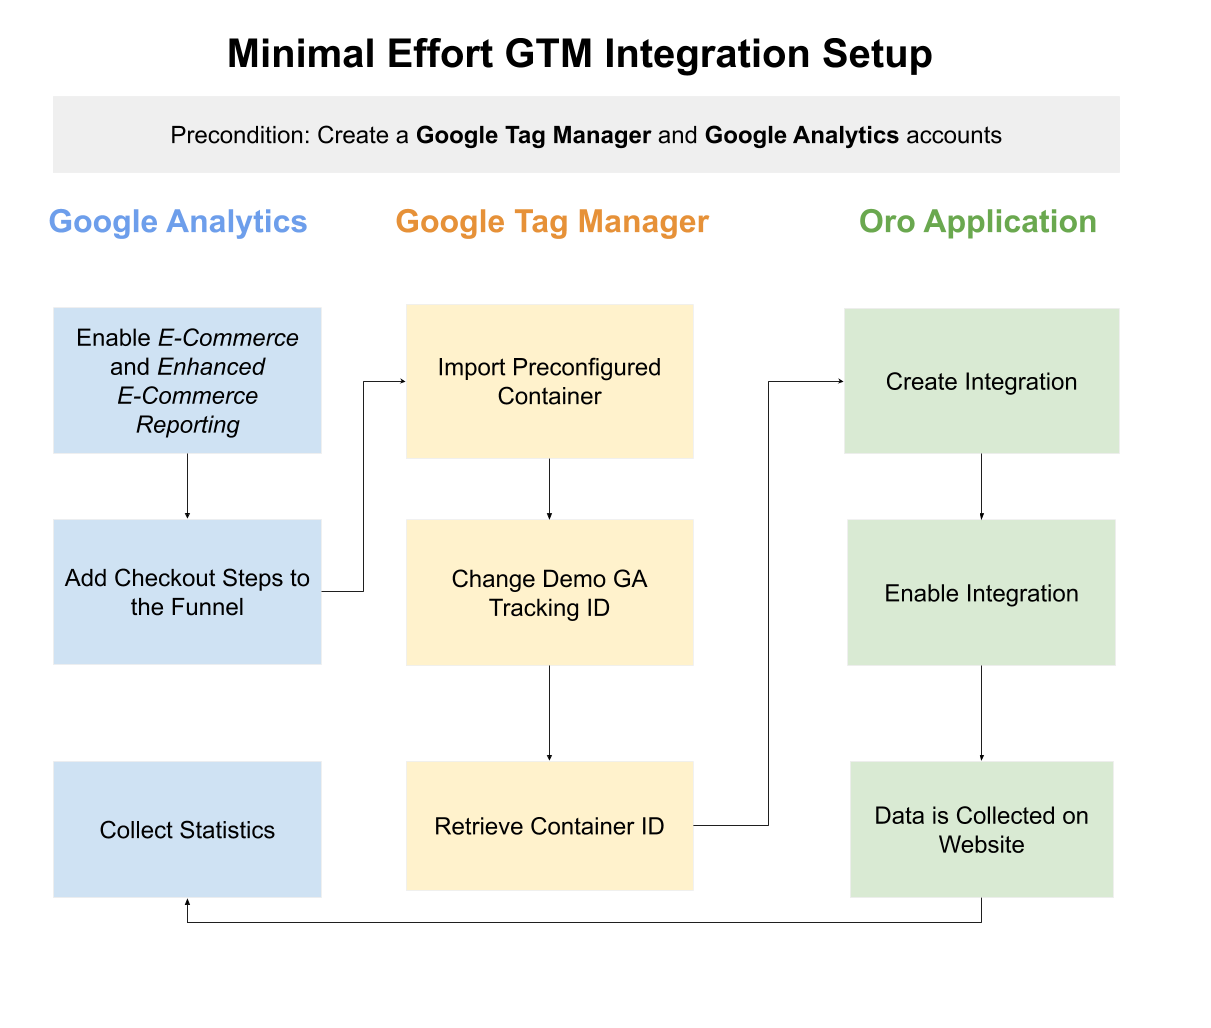 Minimal Effort GTM Integration Setup
Precondition: Create a Google Tag Manager and Google Analytics accounts
Google Analytics
Google Tag Manager
Oro Application
Enable E-Commerce
and Enhanced
E-Commerce
Reporting
Import Preconfigured
Container
Create Integration
Add Checkout Steps to
the Funnel
Change Demo GA
Tracking ID
Enable Integration
Collect Statistics
Retrieve Container ID
Data is Collected on
Website